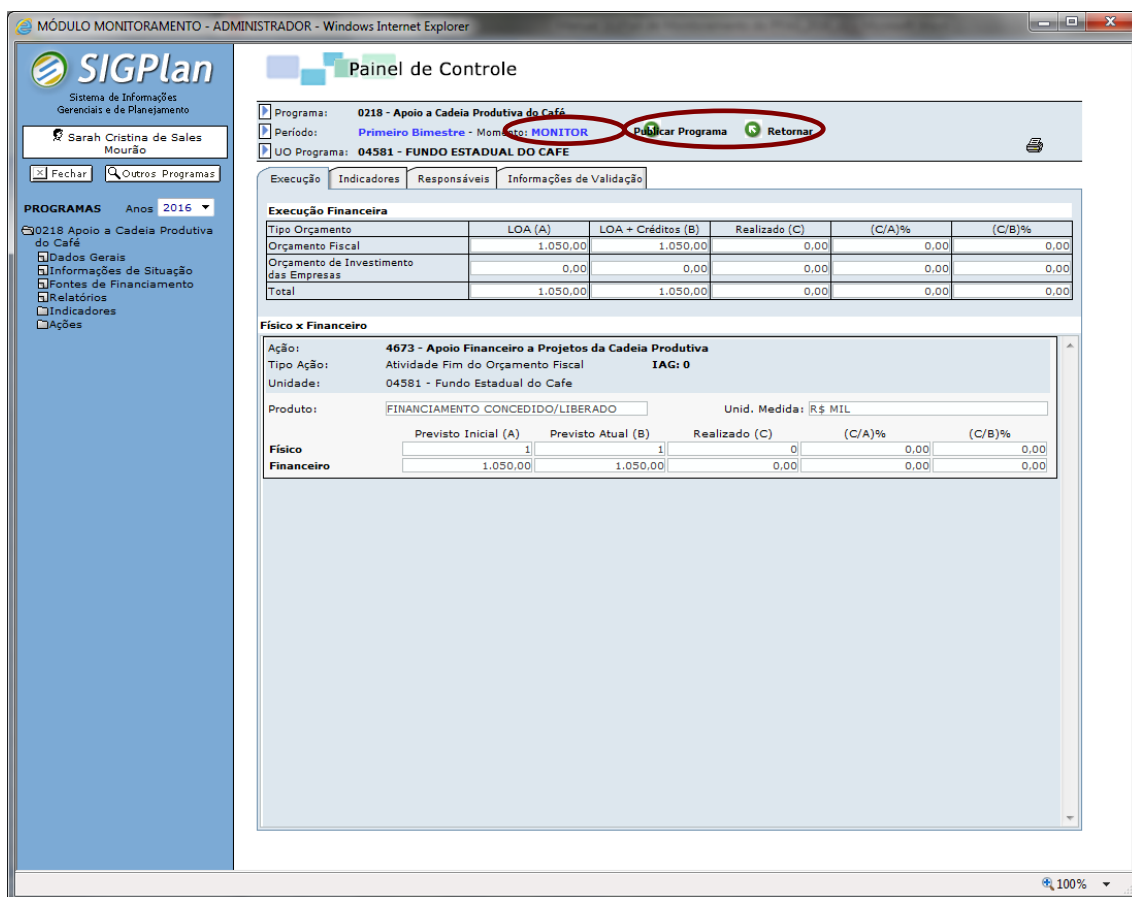 MÓDULO MONITORAMENTO - ADMINISTRADOR - Windows Internet Explorer
SIGPlan
Sistema de Informações
Gerenciais e de Planejamento
Sarah Cristina de Sales
Mourão
Fechar Outros Programas
PROGRAMAS Anos 2016
0218 Apoio a Cadeia Produtiva
do Café
Dados Gerais
Informações de Situação
Fontes de Financiamento
Relatórios
Indicadores
Ações
Painel de Controle
Programa: 0218 - Apoio a Cadeia Produtiva do Café
Período: Primeiro Bimestre - Momento: MONITOR Publicar Programa Retornar
UO Programa: 04581 - FUNDO ESTADUAL DO CAFE
Execução Indicadores Responsáveis Informações de Validação
Execução Financeira
Tipo Orçamento LOA (A) LOA + Créditos (B) Realizado (C) (C/A)% (C/B)%
Orçamento Fiscal 1.050,00 1.050,00 0,00 0,00 0,00
Orçamento de Investimento
das Empresas 0,00 0,00 0,00 0,00 0,00
Total 1.050,00 1.050,00 0,00 0,00 0,00
Físico x Financeiro
Ação: 4673 - Apoio Financeiro a Projetos da Cadeia Produtiva
Tipo Ação: Atividade Fim do Orçamento Fiscal IAG: 0
Unidade: 04581 - Fundo Estadual do Cafe
Produto: FINANCIAMENTO CONCEDIDO/LIBERADO Unid. Medida: R$ MIL
Previsto Inicial (A) Previsto Atual (B) Realizado (C) (C/A)% (C/B)%
Físico 1 1 0 0,00 0,00
Financeiro 1.050,00 1.050,00 0,00 0,00 0,00
100%